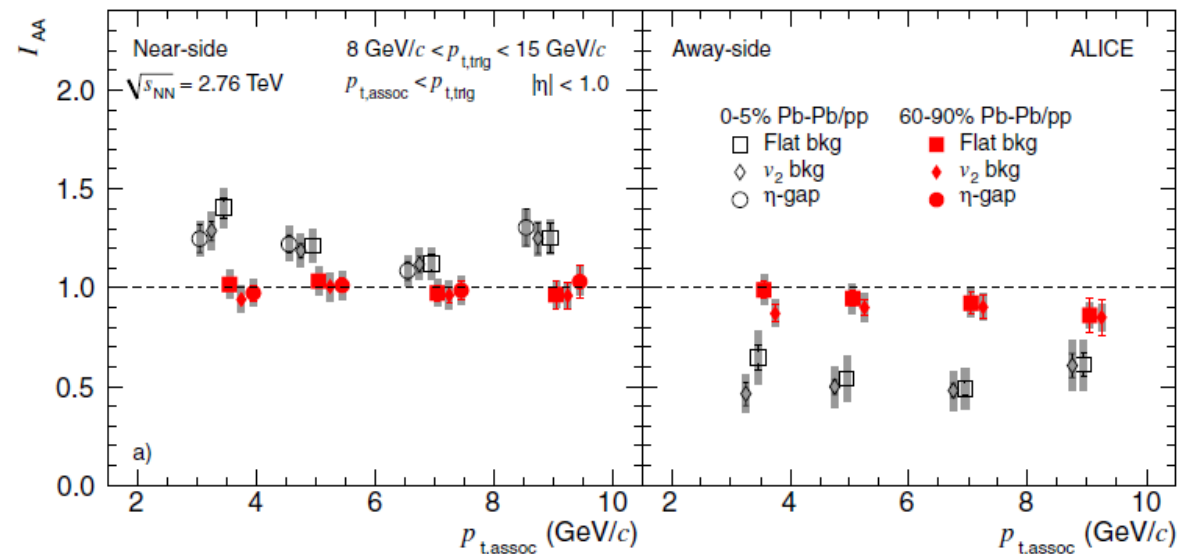 I_AA
Near-side 8 GeV/c < p_t,trig < 15 GeV/c
√s_NN = 2.76 TeV p_t,assoc < p_t,trig |η| < 1.0
Away-side ALICE
0-5% Pb-Pb/pp 60-90% Pb-Pb/pp
Flat bkg Flat bkg
v_2 bkg v_2 bkg
η-gap η-gap
2.0
1.5
1.0
0.5
0.0
a)
2 4 6 8 10 2 4 6 8 10
p_t,assoc (GeV/c) p_t,assoc (GeV/c)